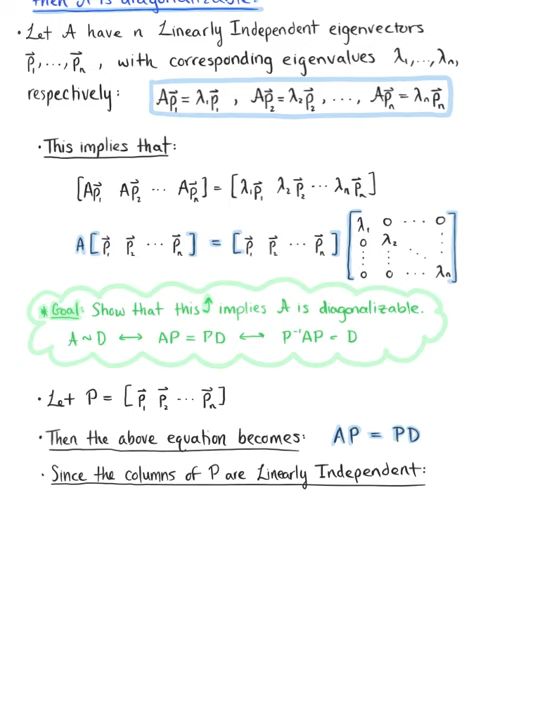 then A is diagonalizable.
• Let A have n Linearly Independent eigenvectors
p⃗₁, ..., p⃗ₙ, with corresponding eigenvalues λ₁, ..., λₙ,
respectively: Ap⃗₁ = λ₁p⃗₁, Ap⃗₂ = λ₂p⃗₂, ..., Ap⃗ₙ = λₙp⃗ₙ
• This implies that:
[Ap⃗₁ Ap⃗₂ ... Ap⃗ₙ] = [λ₁p⃗₁ λ₂p⃗₂ ... λₙp⃗ₙ]
A[p⃗₁ p⃗₂ ... p⃗ₙ] = [p⃗₁ p⃗₂ ... p⃗ₙ] [λ₁ 0 ⋯ 0
0 λ₂ ⋮
⋮ ⋮ ⋱ ⋮
0 0 ⋯ λₙ]
* Goal: Show that this ↑ implies A is diagonalizable.
A ~ D ⟷ AP = PD ⟷ P⁻¹AP = D
• Let P = [p⃗₁ p⃗₂ ... p⃗ₙ]
• Then the above equation becomes: AP = PD
• Since the columns of P are Linearly Independent: